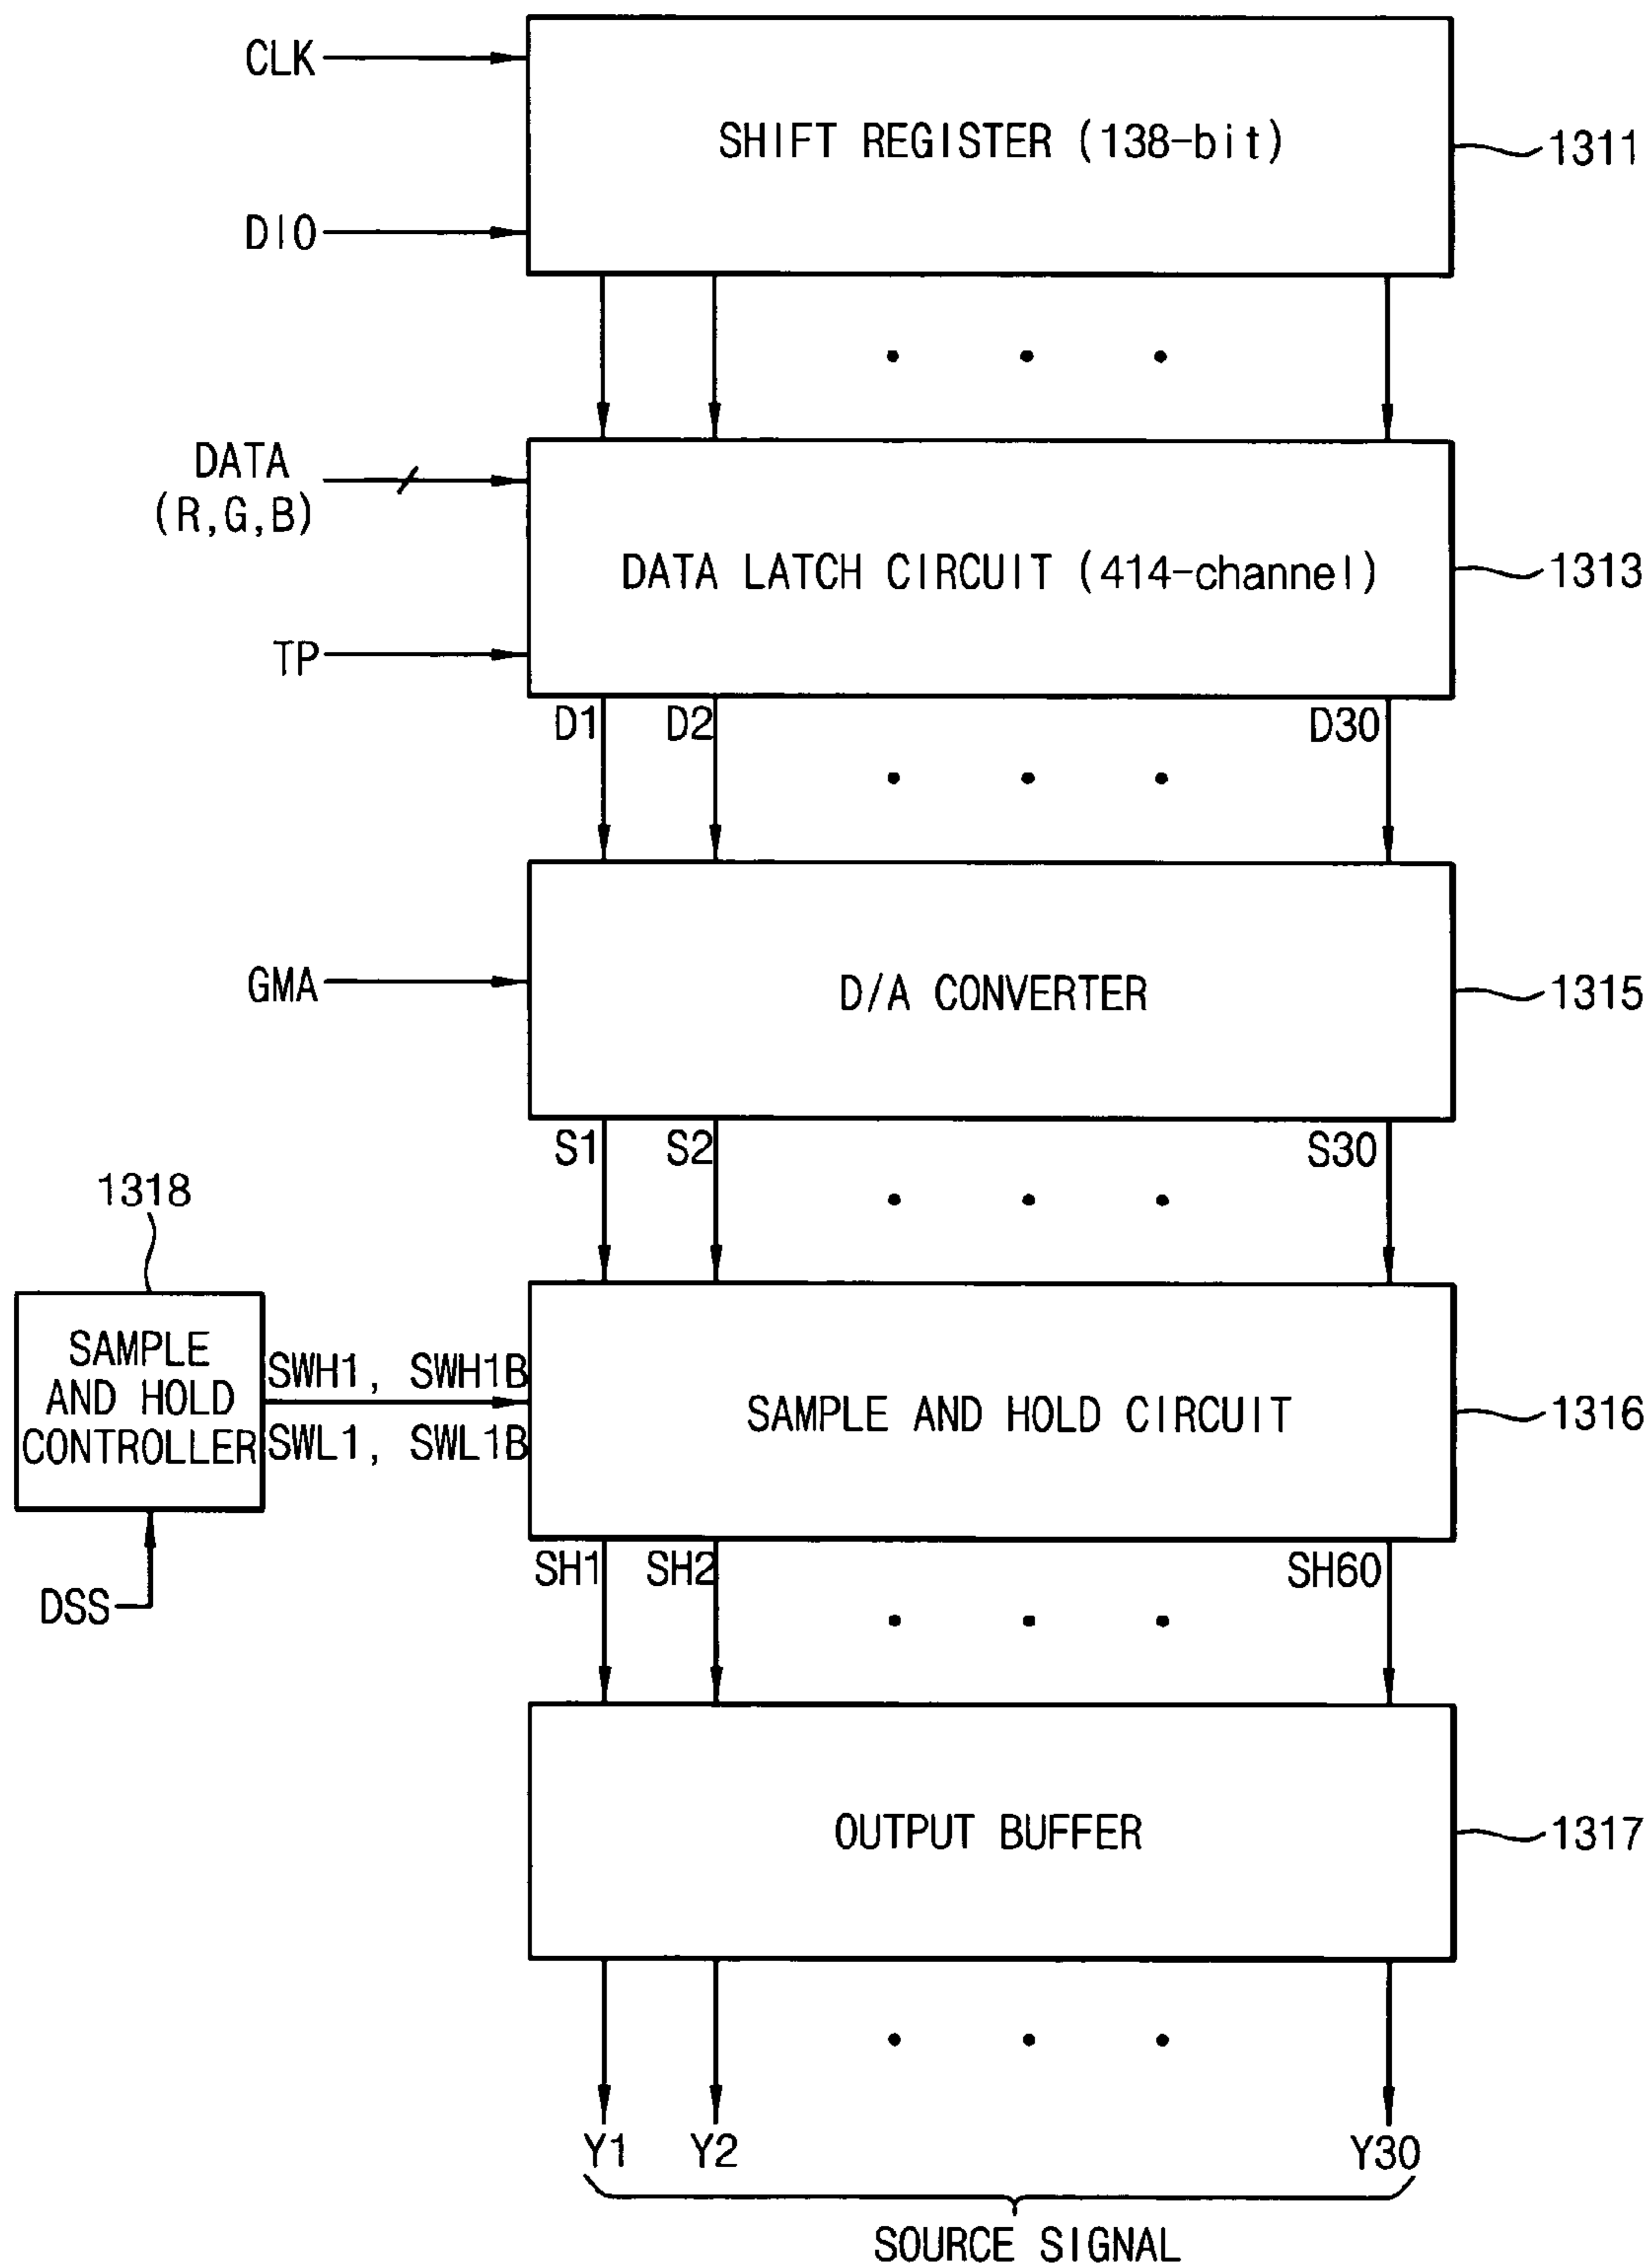 CLK
SHIFT REGISTER (138-bit)
1311
DIO
DATA
(R,G,B)
DATA LATCH CIRCUIT (414-channel)
1313
TP
D1
D2
D30
GMA
D/A CONVERTER
1315
S1
S2
S30
1318
SAMPLE
AND HOLD
CONTROLLER
SWH1, SWH1B
SWL1, SWL1B
SAMPLE AND HOLD CIRCUIT
1316
DSS
SH1
SH2
SH60
OUTPUT BUFFER
1317
Y1
Y2
Y30
SOURCE SIGNAL